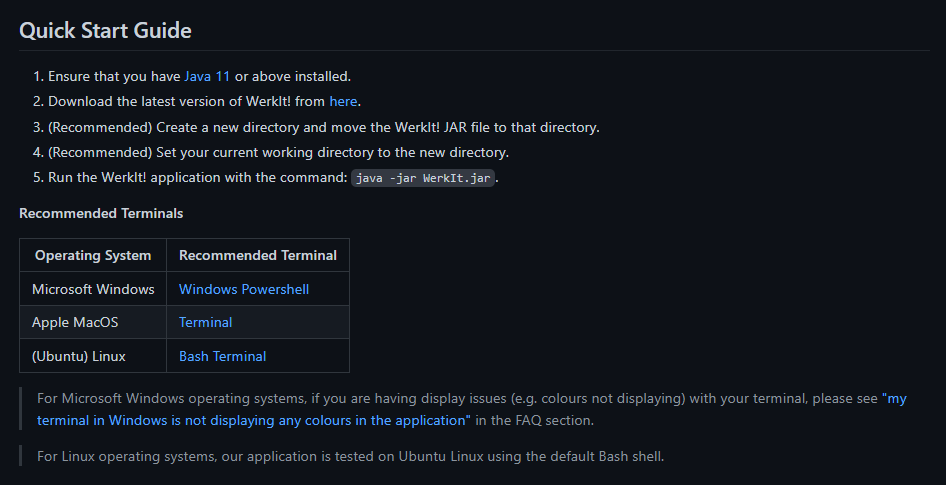 Quick Start Guide
1. Ensure that you have Java 11 or above installed.
2. Download the latest version of WerkIt! from here.
3. (Recommended) Create a new directory and move the WerkIt! JAR file to that directory.
4. (Recommended) Set your current working directory to the new directory.
5. Run the WerkIt! application with the command: java -jar WerkIt.jar.
Recommended Terminals
Operating System Recommended Terminal
Microsoft Windows Windows Powershell
Apple MacOS Terminal
(Ubuntu) Linux Bash Terminal
For Microsoft Windows operating systems, if you are having display issues (e.g. colours not displaying) with your terminal, please see "my
terminal in Windows is not displaying any colours in the application" in the FAQ section.
For Linux operating systems, our application is tested on Ubuntu Linux using the default Bash shell.